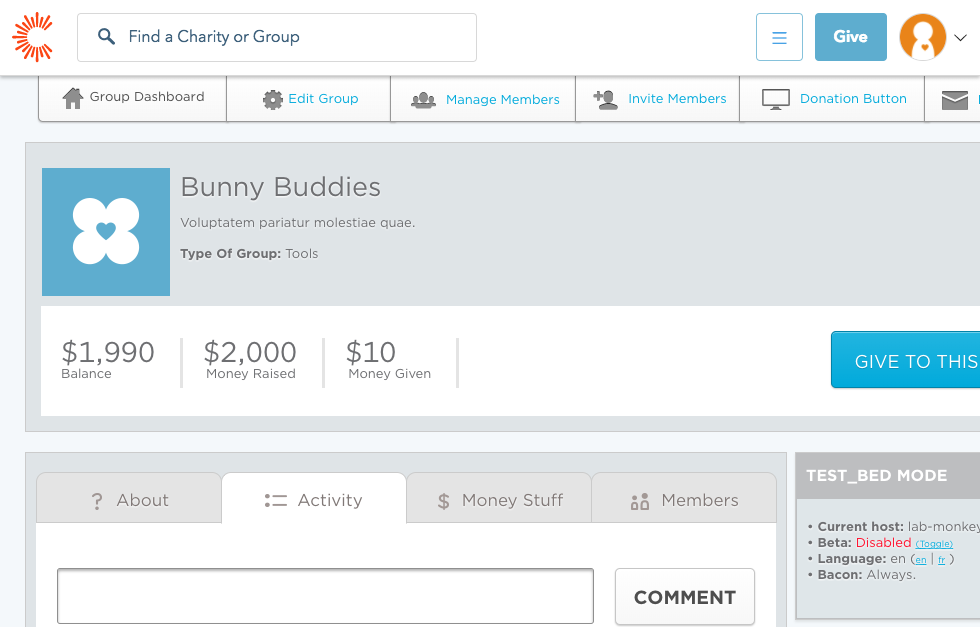 Find a Charity or Group
Give
Group Dashboard
Edit Group
Manage Members
Invite Members
Donation Button
Bunny Buddies
Voluptatem pariatur molestiae quae.
Type Of Group: Tools
$1,990
Balance
$2,000
Money Raised
$10
Money Given
GIVE TO THIS
? About
Activity
$ Money Stuff
Members
COMMENT
TEST_BED MODE
• Current host: lab-monkey
• Beta: Disabled (Toggle)
• Language: en (en | fr )
• Bacon: Always.